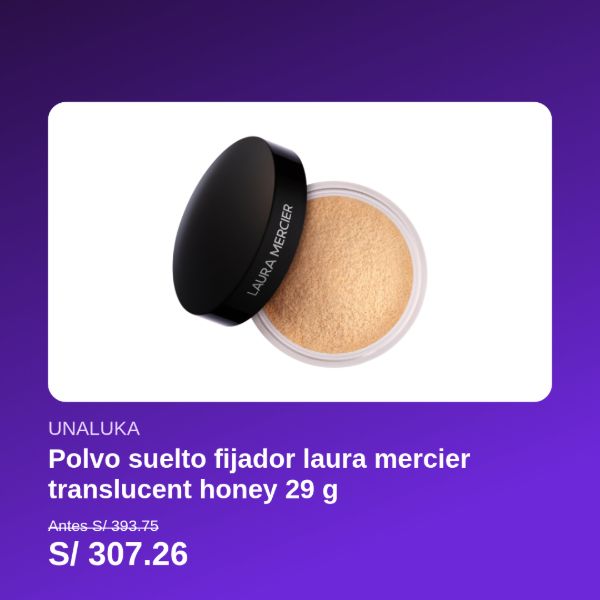 LAURA MERCIER
UNALUKA
Polvo suelto fijador laura mercier
translucent honey 29 g
Antes S/ 393.75
S/ 307.26